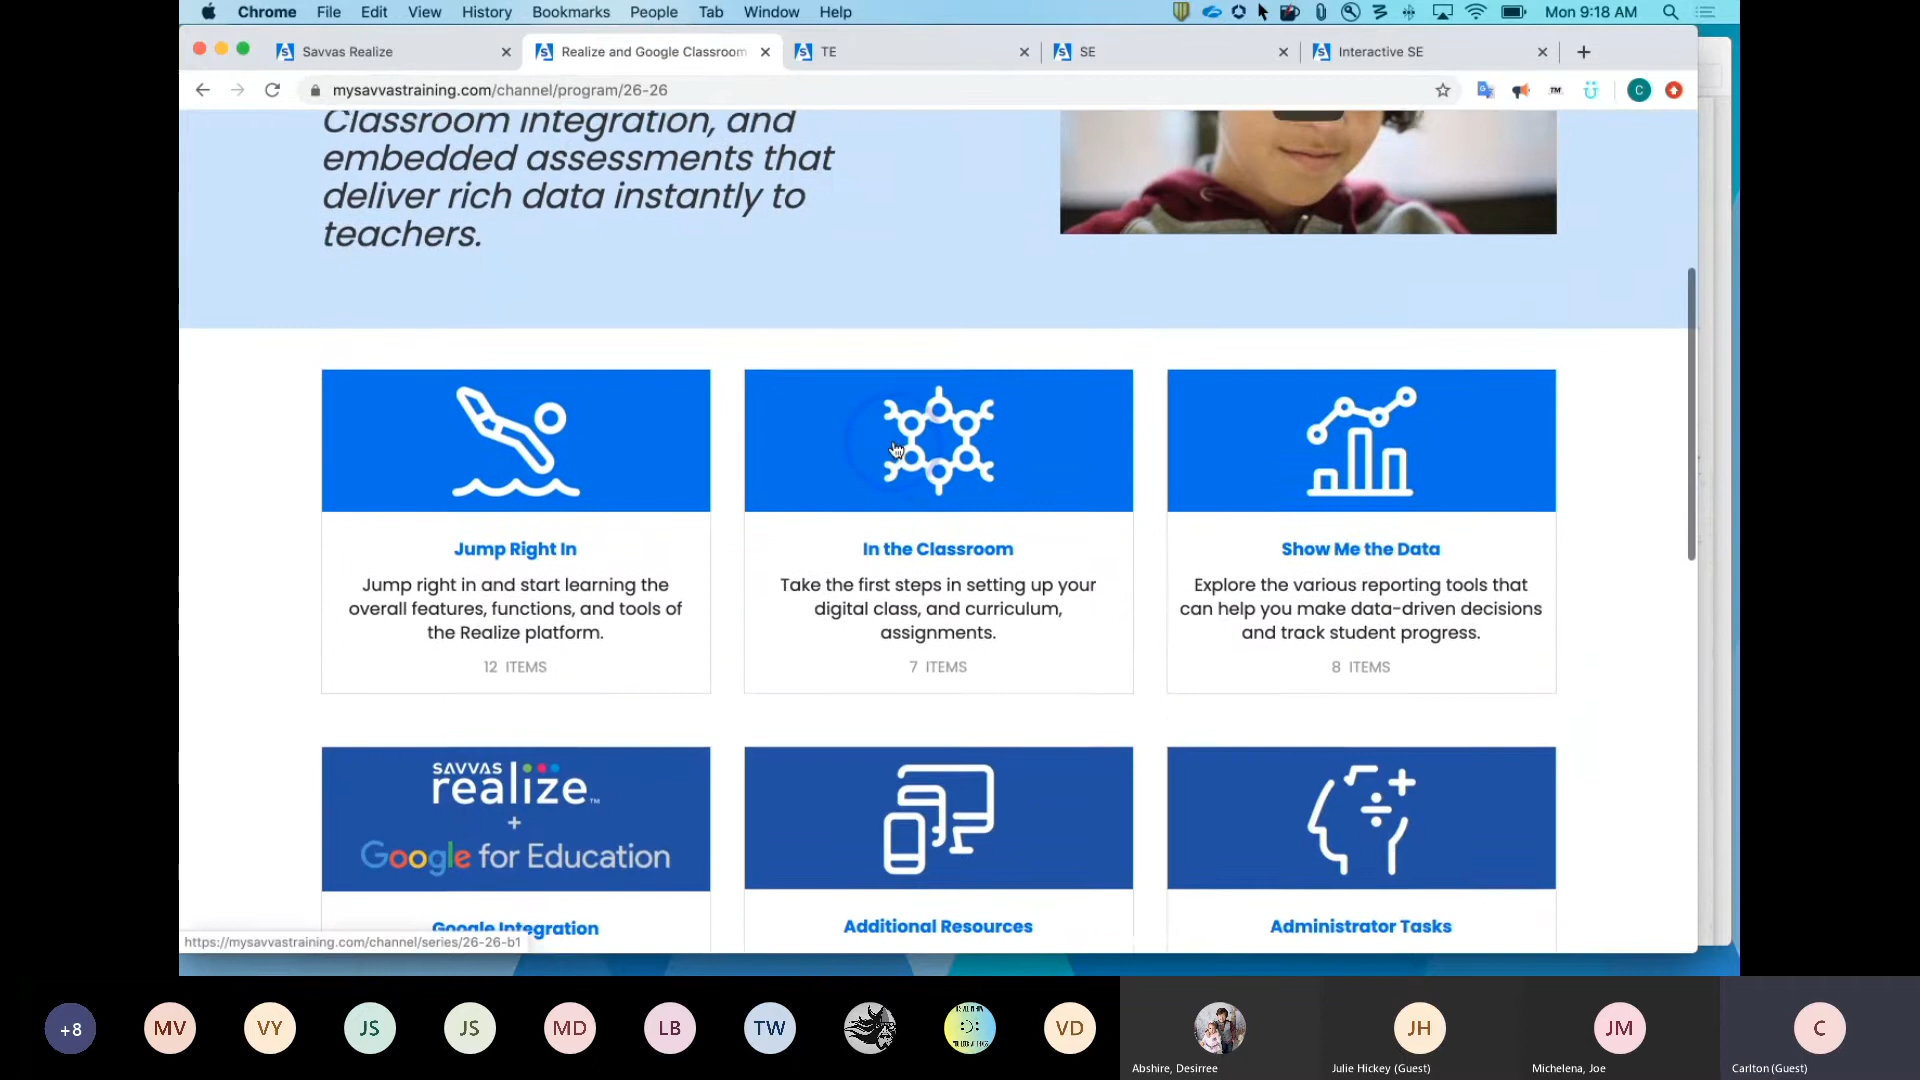 Chrome File Edit View History Bookmarks People Tab Window Help Mon 9:18 AM
Savvas Realize Realize and Google Classroom TE SE Interactive SE
mysavvastraining.com/channel/program/26-26 TM C
Classroom integration, and
embedded assessments that
deliver rich data instantly to
teachers.
Jump Right In
Jump right in and start learning the
overall features, functions, and tools of
the Realize platform.
12 ITEMS
In the Classroom
Take the first steps in setting up your
digital class, and curriculum,
assignments.
7 ITEMS
Show Me the Data
Explore the various reporting tools that
can help you make data-driven decisions
and track student progress.
8 ITEMS
SAVVAS
realize™
+
Google for Education
Google Integration
Additional Resources
Administrator Tasks
https://mysavvastraining.com/channel/series/26-26-b1
+8 MV VY JS JS MD LB TW VD JH JM C
Abshire, Desirree Julie Hickey (Guest) Michelena, Joe Carlton (Guest)